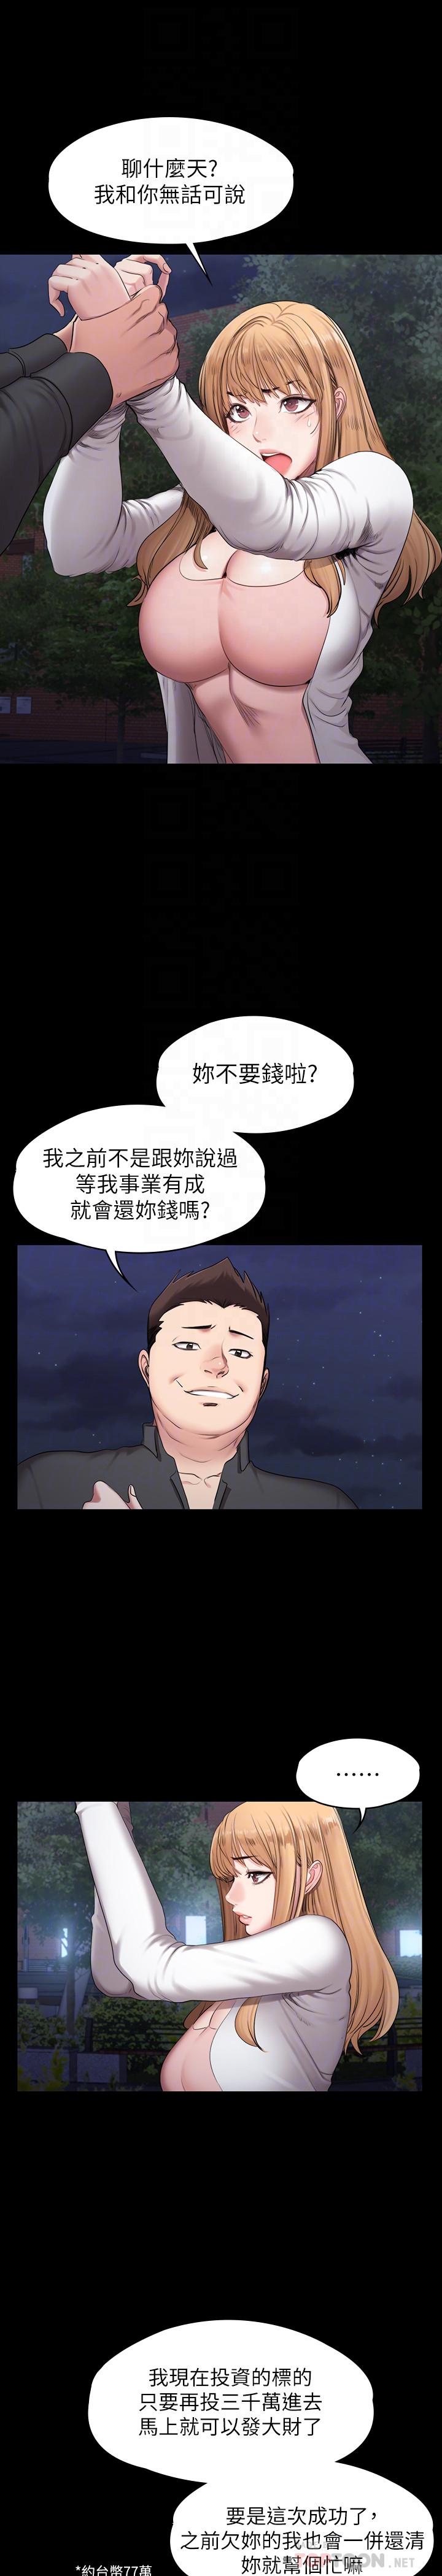 聊什麼天?
我和你無話可說
妳不要錢啦?
我之前不是跟妳說過
等我事業有成
就會還妳錢嗎?
……
我現在投資的標的
只要再投三千萬進去
馬上就可以發大財了
要是這次成功了,
之前欠妳的我也會一併還清
妳就幫個忙嘛
*約台幣77萬
TOPTOON.NET